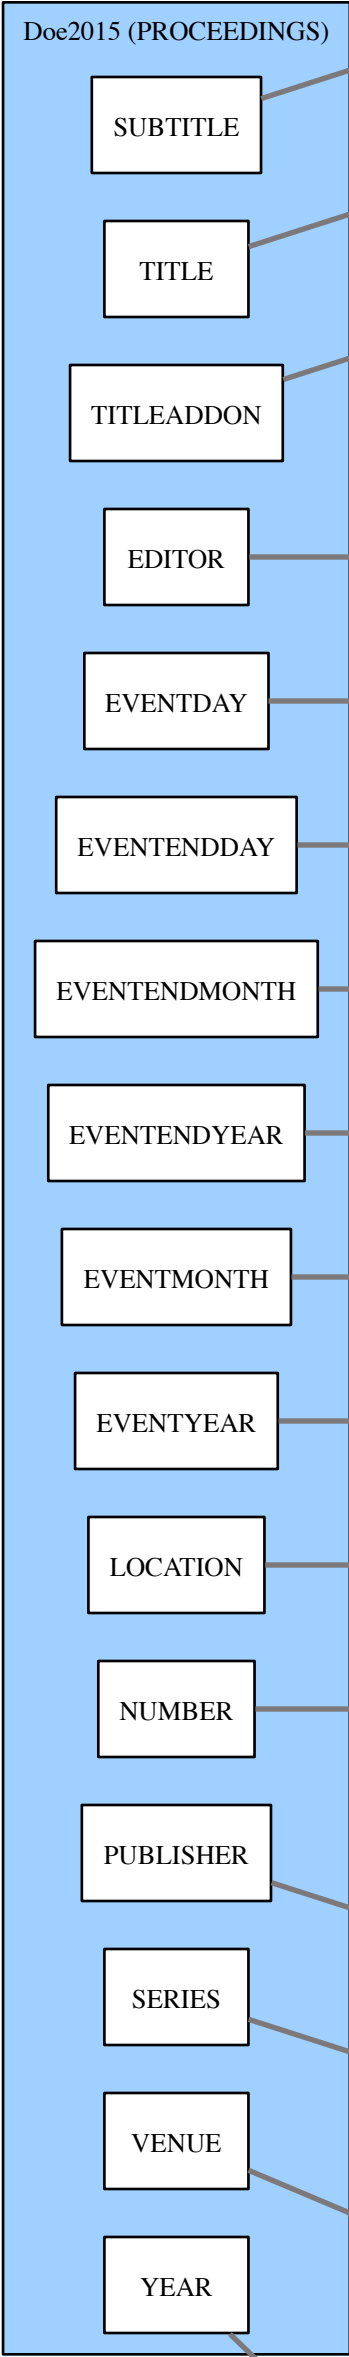 Doe2015 (PROCEEDINGS)
SUBTITLE
TITLE
TITLEADDON
EDITOR
EVENTDAY
EVENTENDDAY
EVENTENDMONTH
EVENTENDYEAR
EVENTMONTH
EVENTYEAR
LOCATION
NUMBER
PUBLISHER
SERIES
VENUE
YEAR